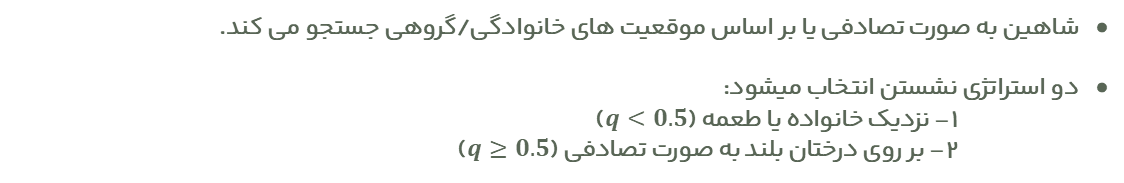 ● شاهین به صورت تصادفی یا بر اساس موقعیت های خانوادگی/گروهی جستجو می کند.
● دو استراتژی نشستن انتخاب میشود:
۱- نزدیک خانواده یا طعمه (q < 0.5)
۲- بر روی درختان بلند به صورت تصادفی (q ≥ 0.5)